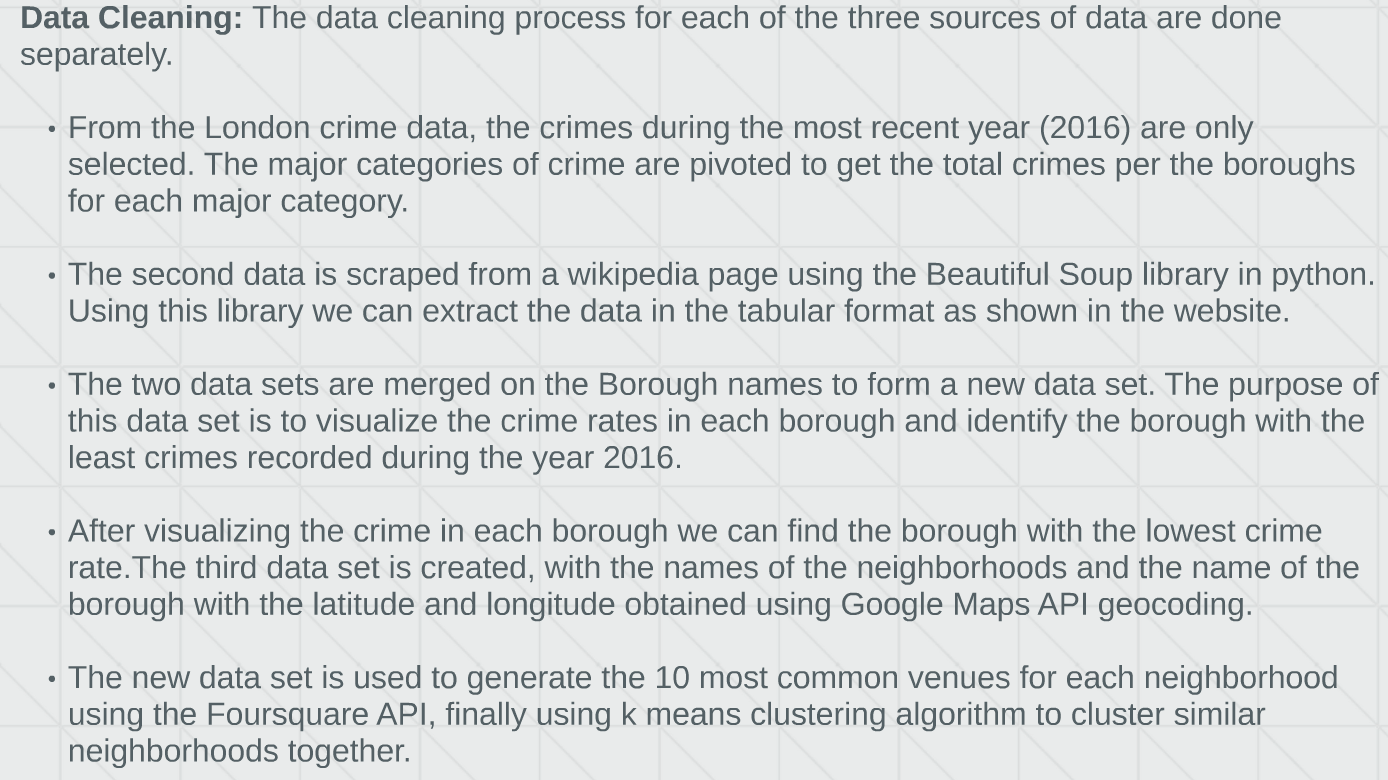 Data Cleaning: The data cleaning process for each of the three sources of data are done
separately.
• From the London crime data, the crimes during the most recent year (2016) are only
selected. The major categories of crime are pivoted to get the total crimes per the boroughs
for each major category.
• The second data is scraped from a wikipedia page using the Beautiful Soup library in python.
Using this library we can extract the data in the tabular format as shown in the website.
• The two data sets are merged on the Borough names to form a new data set. The purpose of
this data set is to visualize the crime rates in each borough and identify the borough with the
least crimes recorded during the year 2016.
• After visualizing the crime in each borough we can find the borough with the lowest crime
rate.The third data set is created, with the names of the neighborhoods and the name of the
borough with the latitude and longitude obtained using Google Maps API geocoding.
• The new data set is used to generate the 10 most common venues for each neighborhood
using the Foursquare API, finally using k means clustering algorithm to cluster similar
neighborhoods together.